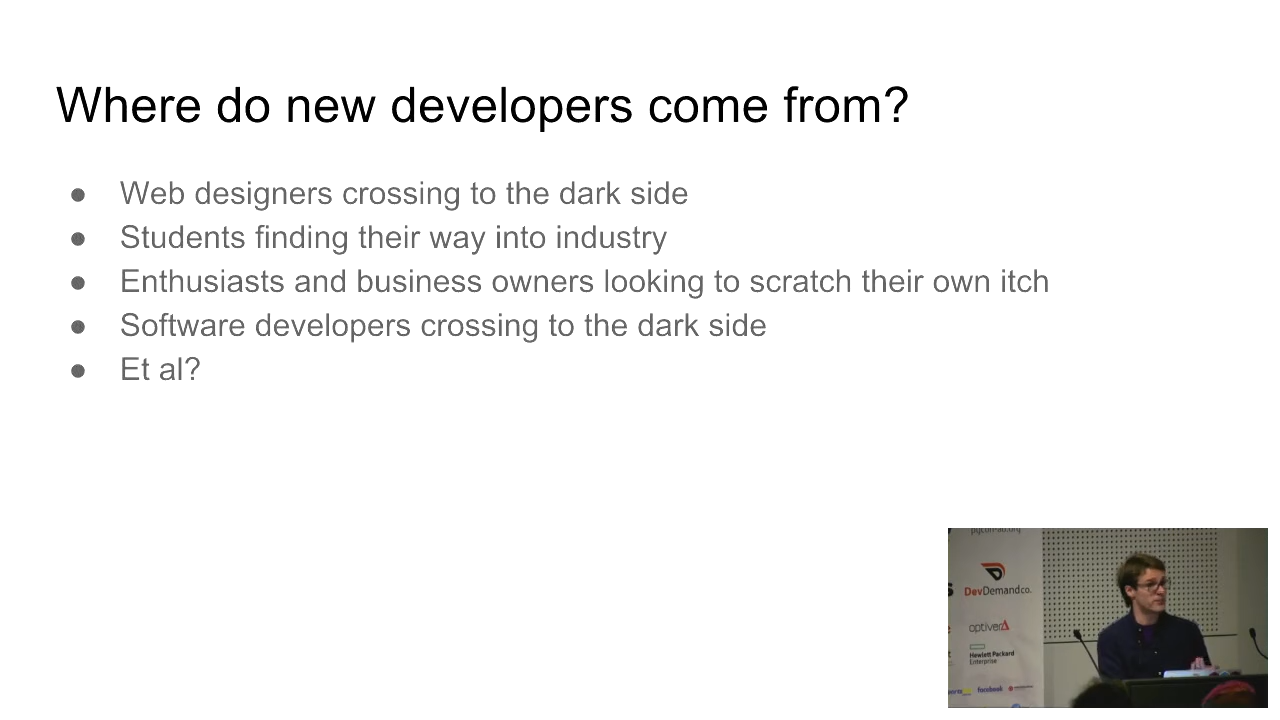 Where do new developers come from?
● Web designers crossing to the dark side
● Students finding their way into industry
● Enthusiasts and business owners looking to scratch their own itch
● Software developers crossing to the dark side
● Et al?
DevDemandco.
optiver
Hewlett Packard
Enterprise
facebook